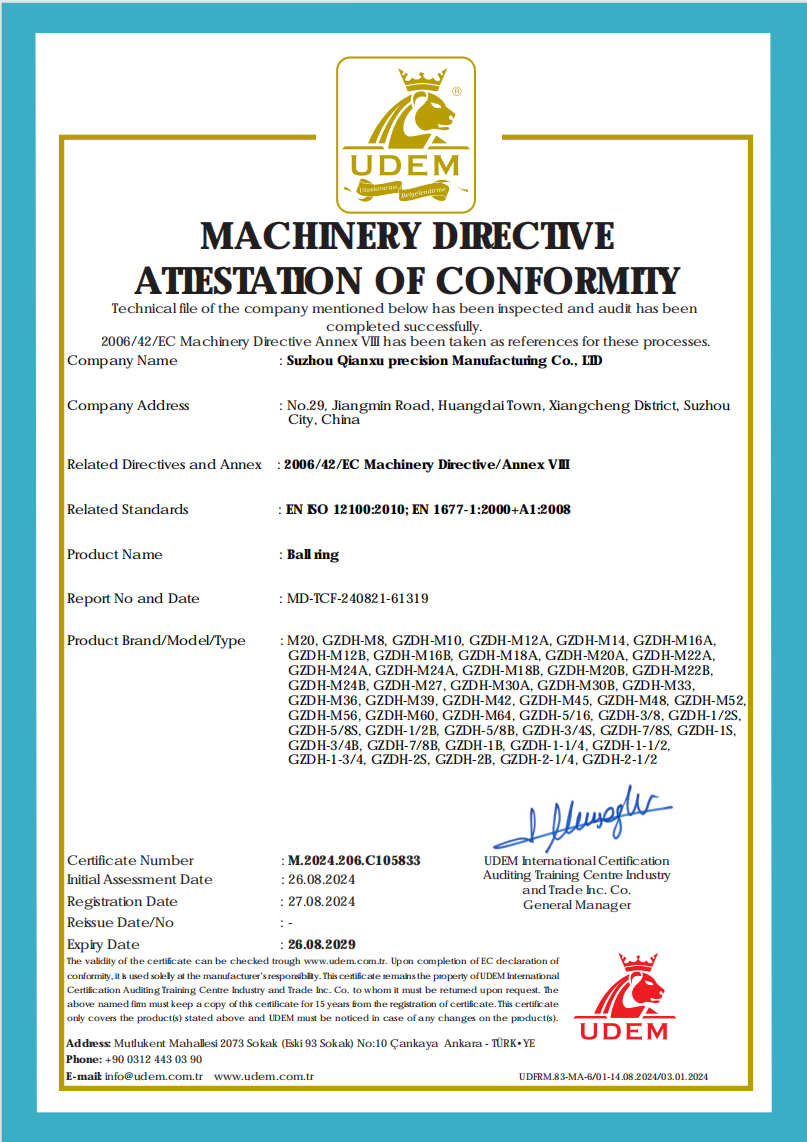 ®
UDEM
Uluslararası Belgelendirme
MACHINERY DIRECTIVE
ATIESTATION OF CONFORMITY
Technical file of the company mentioned below has been inspected and audit has been
completed successfully.
2006/42/EC Machinery Directive Annex VIII has been taken as references for these processes.
Company Name : Suzhou Qianxu precision Manufacturing Co., LTD
Company Address : No.29, Jiangmin Road, Huangdai Town, Xiangcheng District, Suzhou
City, China
Related Directives and Annex : 2006/42/EC Machinery Directive/Annex VIII
Related Standards : EN ISO 12100:2010; EN 1677-1:2000+A1:2008
Product Name : Ball ring
Report No and Date : MD-TCF-240821-61319
Product Brand/Model/Type : M20, GZDH-M8, GZDH-M10, GZDH-M12A, GZDH-M14, GZDH-M16A,
GZDH-M12B, GZDH-M16B, GZDH-M18A, GZDH-M20A, GZDH-M22A,
GZDH-M24A, GZDH-M24A, GZDH-M18B, GZDH-M20B, GZDH-M22B,
GZDH-M24B, GZDH-M27, GZDH-M30A, GZDH-M30B, GZDH-M33,
GZDH-M36, GZDH-M39, GZDH-M42, GZDH-M45, GZDH-M48, GZDH-M52,
GZDH-M56, GZDH-M60, GZDH-M64, GZDH-5/16, GZDH-3/8, GZDH-1/2S,
GZDH-5/8S, GZDH-1/2B, GZDH-5/8B, GZDH-3/4S, GZDH-7/8S, GZDH-1S,
GZDH-3/4B, GZDH-7/8B, GZDH-1B, GZDH-1-1/4, GZDH-1-1/2,
GZDH-1-3/4, GZDH-2S, GZDH-2B, GZDH-2-1/4, GZDH-2-1/2
Certificate Number : M.2024.206.C105833
Initial Assessment Date : 26.08.2024
Registration Date : 27.08.2024
Reissue Date/No : -
Expiry Date : 26.08.2029
UDEM International Certification
Auditing Training Centre Industry
and Trade Inc. Co.
General Manager
The validity of the certificate can be checked trough www.udem.com.tr. Upon completion of EC declaration of
conformity, it is used solelly at the manufacturer's responsibility. This certificate remains the property of UDEM International
Certification Auditing Training Centre Industry and Trade Inc. Co. to whom it must be returned upon request. The
above named firm must keep a copy of this certificate for 15 years from the registration of certificate. This certificate
only covers the product(s) stated above and UDEM must be noticed in case of any changes on the product(s).
UDEM
Address: Mutlukent Mahallesi 2073 Sokak (Eski 93 Sokak) No:10 Çankaya Ankara - TÜRK•YE
Phone: +90 0312 443 03 90
E-mail: info@udem.com.tr www.udem.com.tr
UDFRM.83-MA-6/01-14.08.2024/03.01.2024